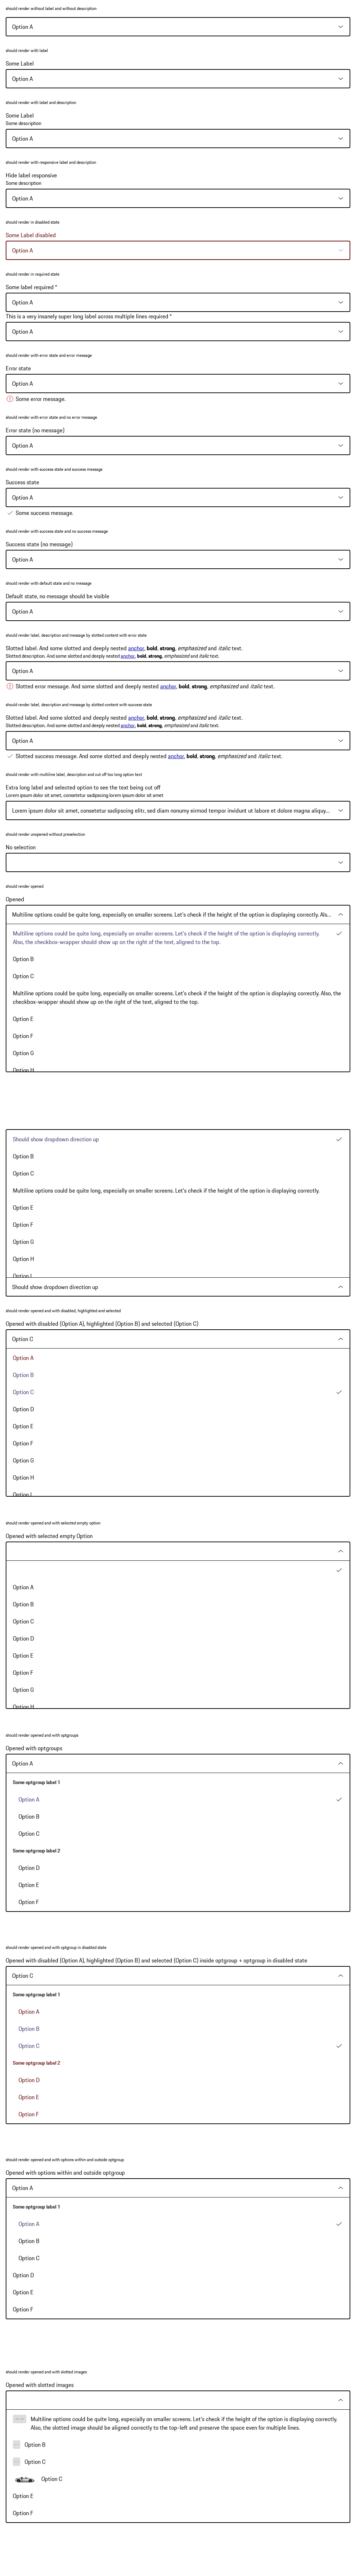 should render without label and without description
Option A
should render with label
Some Label
Option A
should render with label and description
Some Label
Some description
Option A
should render with responsive label and description
Hide label responsive
Some description
Option A
should render in disabled state
Some Label disabled
Option A
should render in required state
Some label required *
Option A
This is a very insanely super long label across multiple lines required *
Option A
should render with error state and error message
Error state
Option A
Some error message.
should render with error state and no error message
Error state (no message)
Option A
should render with success state and success message
Success state
Option A
Some success message.
should render with success state and no success message
Success state (no message)
Option A
should render with default state and no message
Default state, no message should be visible
Option A
should render label, description and message by slotted content with error state
Slotted label. And some slotted and deeply nested anchor, bold, strong, emphasized and italic text.
Slotted description. And some slotted and deeply nested anchor, bold, strong, emphasized and italic text.
Option A
Slotted error message. And some slotted and deeply nested anchor, bold, strong, emphasized and italic text.
should render label, description and message by slotted content with success state
Slotted label. And some slotted and deeply nested anchor, bold, strong, emphasized and italic text.
Slotted description. And some slotted and deeply nested anchor, bold, strong, emphasized and italic text.
Option A
Slotted success message. And some slotted and deeply nested anchor, bold, strong, emphasized and italic text.
should render with multiline label, description and cut off too long option text
Extra long label and selected option to see the text being cut off
Lorem ipsum dolor sit amet, consetetur sadipscing lorem ipsum dolor sit amet
Lorem ipsum dolor sit amet, consetetur sadipscing elitr, sed diam nonumy eirmod tempor invidunt ut labore et dolore magna aliquy...
should render unopened without preselection
No selection
should render opened
Opened
Multiline options could be quite long, especially on smaller screens. Let's check if the height of the option is displaying correctly. Als...
Multiline options could be quite long, especially on smaller screens. Let's check if the height of the option is displaying correctly.
Also, the checkbox-wrapper should show up on the right of the text, aligned to the top.
Option B
Option C
Multiline options could be quite long, especially on smaller screens. Let's check if the height of the option is displaying correctly. Also, the
checkbox-wrapper should show up on the right of the text, aligned to the top.
Option E
Option F
Option G
Option H
Should show dropdown direction up
Option B
Option C
Multiline options could be quite long, especially on smaller screens. Let's check if the height of the option is displaying correctly.
Option E
Option F
Option G
Option H
Option I
Should show dropdown direction up
should render opened and with disabled, highlighted and selected
Opened with disabled (Option A), highlighted (Option B) and selected (Option C)
Option C
Option A
Option B
Option C
Option D
Option E
Option F
Option G
Option H
Option I
should render opened and with selected empty option
Opened with selected empty Option
Option A
Option B
Option C
Option D
Option E
Option F
Option G
Option H
should render opened and with optgroups
Opened with optgroups
Option A
Some optgroup label 1
Option A
Option B
Option C
Some optgroup label 2
Option D
Option E
Option F
should render opened and with optgroup in disabled state
Opened with disabled (Option A), highlighted (Option B) and selected (Option C) inside optgroup + optgroup in disabled state
Option C
Some optgroup label 1
Option A
Option B
Option C
Some optgroup label 2
Option D
Option E
Option F
should render opened and with options within and outside optgroup
Opened with options within and outside optgroup
Option A
Some optgroup label 1
Option A
Option B
Option C
Option D
Option E
Option F
should render opened and with slotted images
Opened with slotted images
Multiline options could be quite long, especially on smaller screens. Let's check if the height of the option is displaying correctly.
Also, the slotted image should be aligned correctly to the top-left and preserve the space even for multiple lines.
Option B
Option C
Option C
Option E
Option F